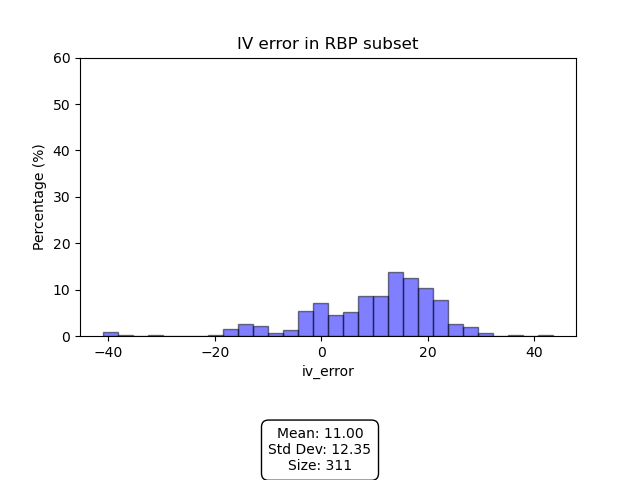 IV error in RBP subset
60
50
40
30
20
10
0
Percentage (%)
−40 −20 0 20 40
iv_error
Mean: 11.00
Std Dev: 12.35
Size: 311